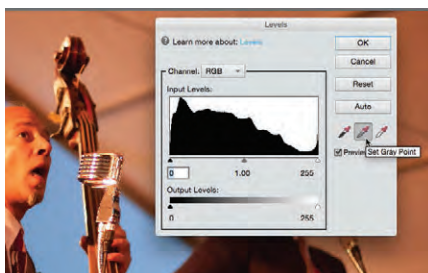 Levels
Learn more about: Levels
OK
Cancel
Reset
Auto
Channel: RGB
Input Levels:
0 1.00 255
Preview
Set Gray Point
Output Levels:
0 255